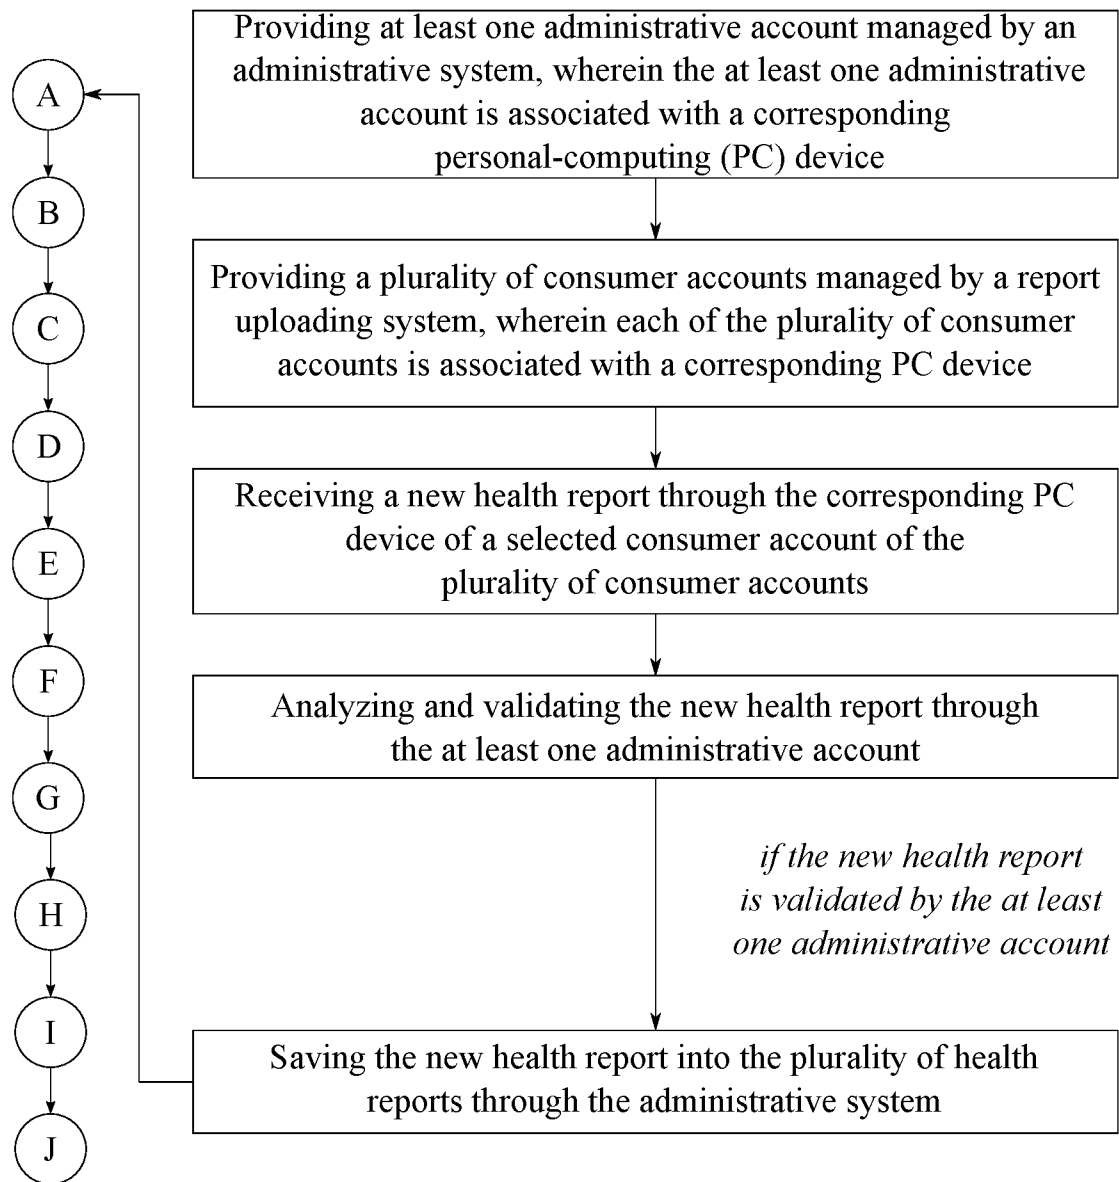 A
B
C
D
E
F
G
H
I
J
Providing at least one administrative account managed by an
administrative system, wherein the at least one administrative
account is associated with a corresponding
personal-computing (PC) device
Providing a plurality of consumer accounts managed by a report
uploading system, wherein each of the plurality of consumer
accounts is associated with a corresponding PC device
Receiving a new health report through the corresponding PC
device of a selected consumer account of the
plurality of consumer accounts
Analyzing and validating the new health report through
the at least one administrative account
if the new health report
is validated by the at least
one administrative account
Saving the new health report into the plurality of health
reports through the administrative system